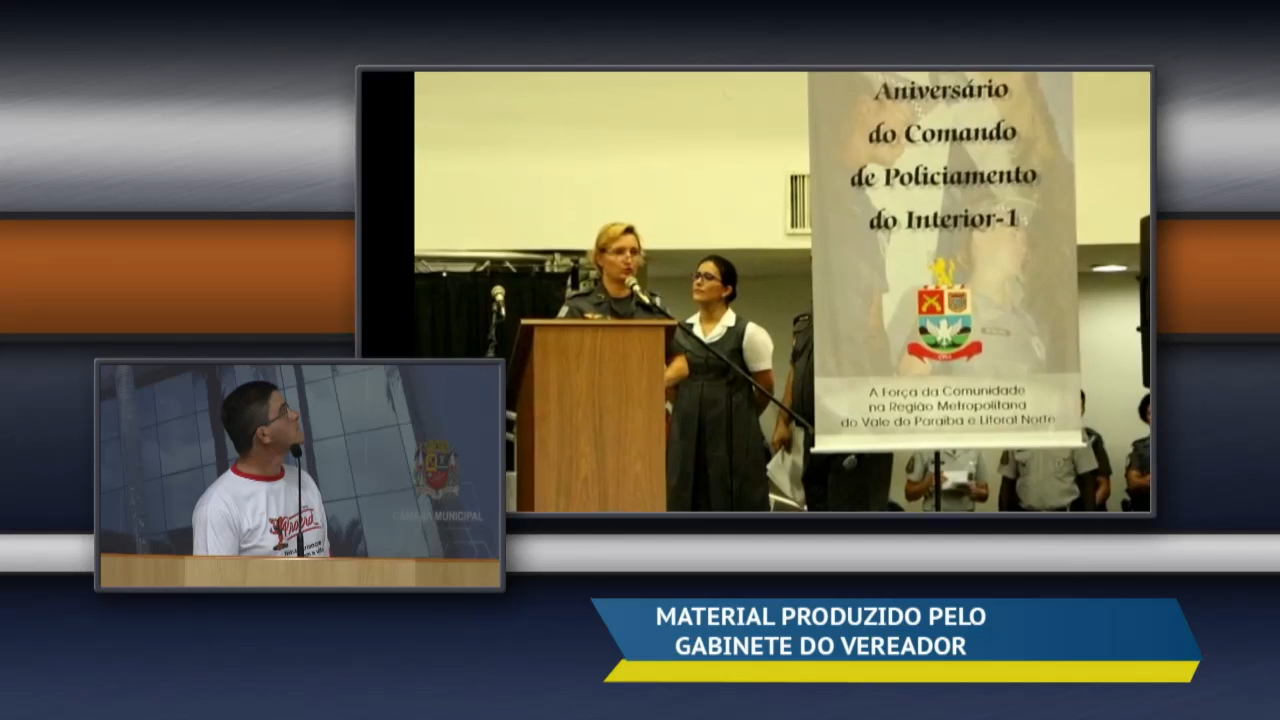 Aniversário
do Comando
de Policiamento
do Interior-1
A Força da Comunidade
na Região Metropolitana
do Vale do Paraíba e Litoral Norte
CÂMARA MUNICIPAL
MATERIAL PRODUZIDO PELO
GABINETE DO VEREADOR